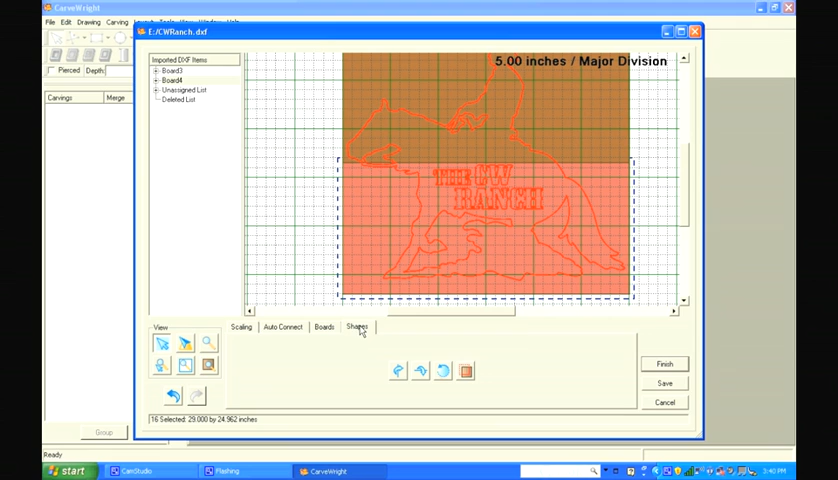 CarveWright
File Edit Drawing Carving Window Help
E:/CWRanch.dxf
Imported DXF Items
Board3
Board4
Unassigned List
Deleted List
5.00 inches / Major Division
THE CW
RANCH
Pierced Depth:
Carvings Merge
View
Scaling Auto Connect Boards Shapes
Finish
Save
Cancel
16 Selected: 29.000 by 24.962 inches
Group
Ready
start CamStudio Flashing CarveWright 3:40 PM